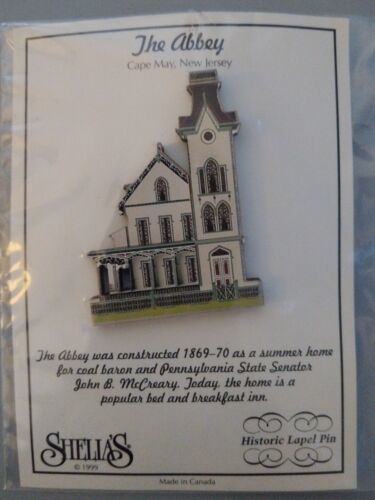 The Abbey
Cape May, New Jersey
The Abbey was constructed 1869-70 as a summer home
for coal baron and Pennsylvania State Senator
John B. McCreary. Today, the home is a
popular bed and breakfast inn.
SHELIA'S
© 1999
Historic Lapel Pin
Made in Canada